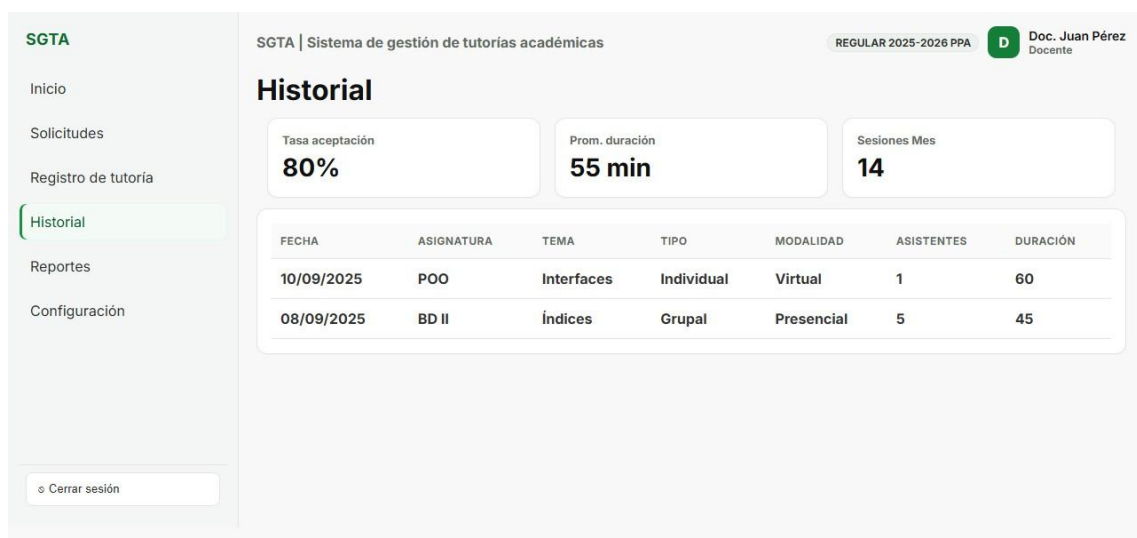 SGTA
Inicio
Solicitudes
Registro de tutoría
Historial
Reportes
Configuración
Cerrar sesión
SGTA | Sistema de gestión de tutorías académicas
REGULAR 2025-2026 PPA
D
Doc. Juan Pérez
Docente
Historial
Tasa aceptación
80%
Prom. duración
55 min
Sesiones Mes
14
FECHA ASIGNATURA TEMA TIPO MODALIDAD ASISTENTES DURACIÓN
10/09/2025 POO Interfaces Individual Virtual 1 60
08/09/2025 BD II Índices Grupal Presencial 5 45